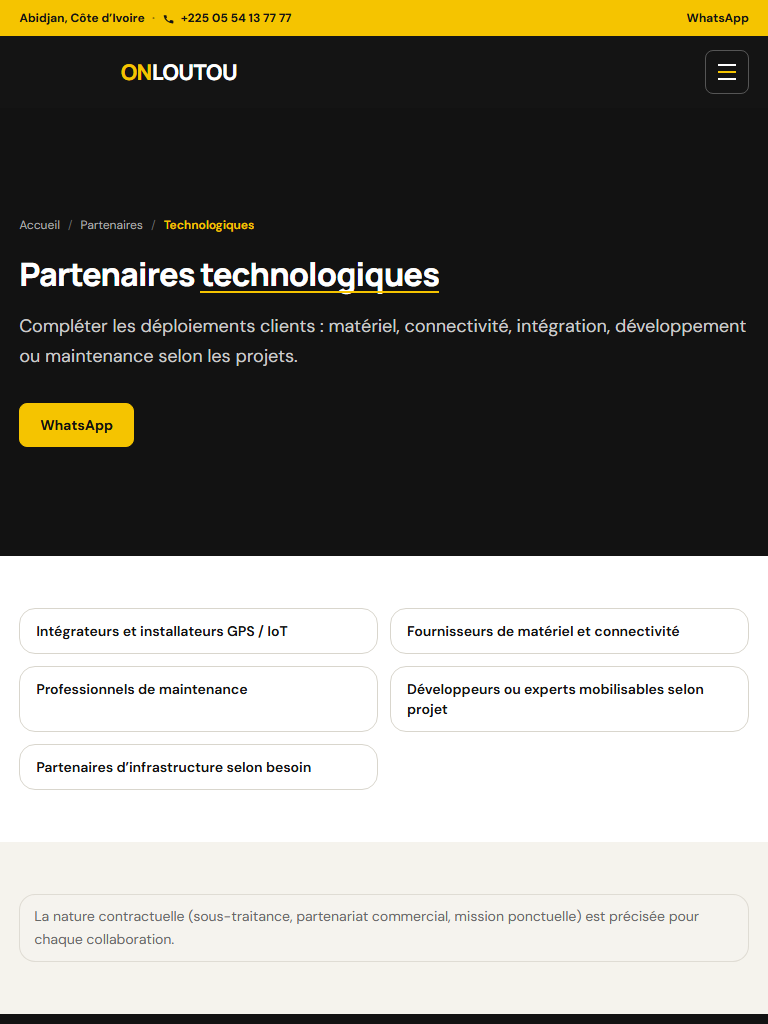 Abidjan, Côte d’Ivoire · +225 05 54 13 77 77 WhatsApp
ONLOUTOU
Accueil / Partenaires / Technologiques
Partenaires technologiques
Compléter les déploiements clients : matériel, connectivité, intégration, développement
ou maintenance selon les projets.
WhatsApp
Intégrateurs et installateurs GPS / IoT
Fournisseurs de matériel et connectivité
Professionnels de maintenance
Développeurs ou experts mobilisables selon
projet
Partenaires d’infrastructure selon besoin
La nature contractuelle (sous-traitance, partenariat commercial, mission ponctuelle) est précisée pour
chaque collaboration.